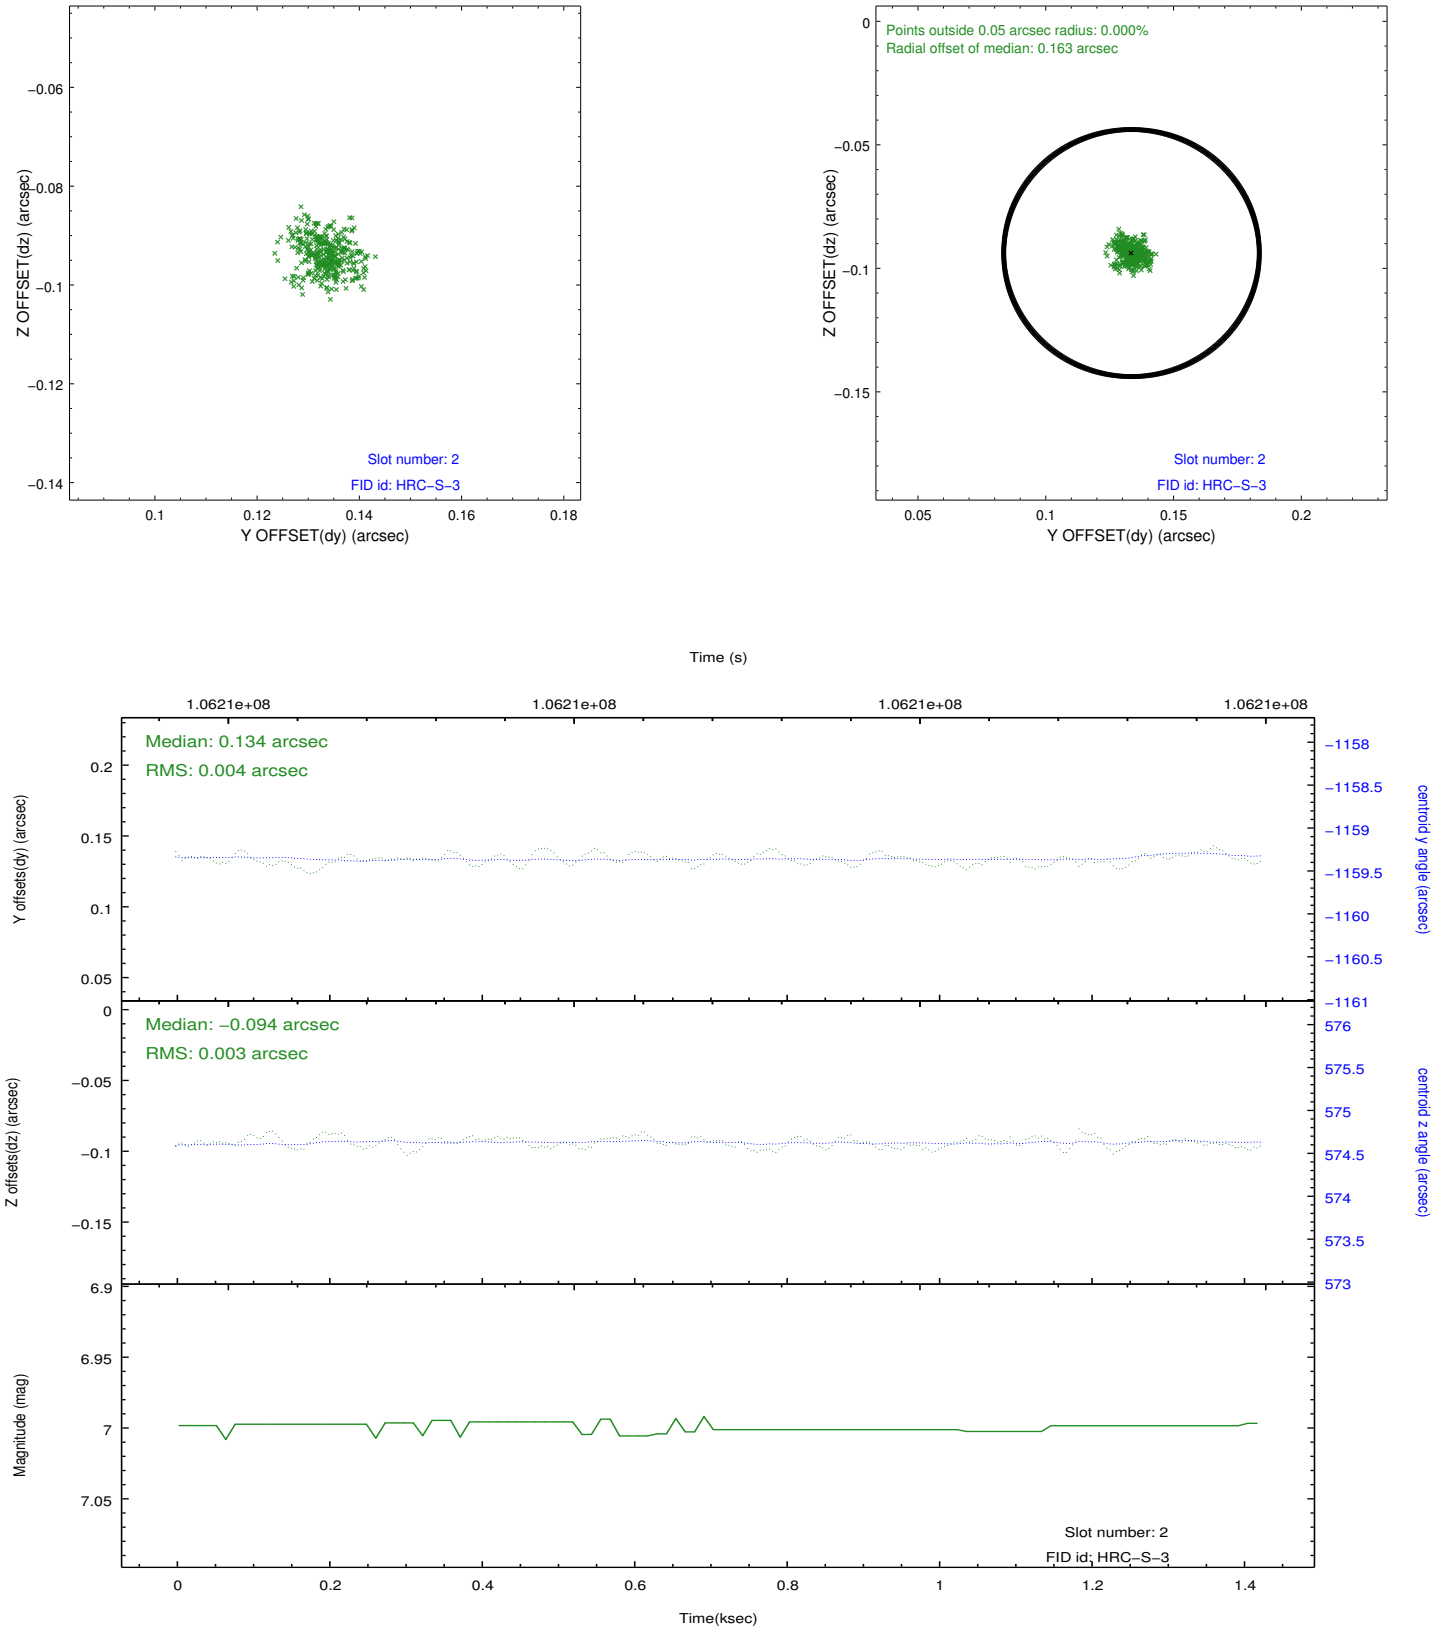 −0.06
−0.08
−0.1
−0.12
−0.14
Z OFFSET(dz) (arcsec)
Slot number: 2
FID id: HRC−S−3
0.1 0.12 0.14 0.16 0.18
Y OFFSET(dy) (arcsec)
Points outside 0.05 arcsec radius: 0.000%
Radial offset of median: 0.163 arcsec
0
−0.05
−0.1
−0.15
Z OFFSET(dz) (arcsec)
Slot number: 2
FID id: HRC−S−3
0.05 0.1 0.15 0.2
Y OFFSET(dy) (arcsec)
Time (s)
1.0621e+08 1.0621e+08 1.0621e+08 1.0621e+08
Median: 0.134 arcsec
RMS: 0.004 arcsec
0.2
0.15
0.1
0.05
Y offsets(dy) (arcsec)
−1158
−1158.5
−1159
−1159.5
−1160
−1160.5
−1161
centroid y angle (arcsec)
Median: −0.094 arcsec
RMS: 0.003 arcsec
0
−0.05
−0.1
−0.15
Z offsets(dz) (arcsec)
576
575.5
575
574.5
574
573.5
573
centroid z angle (arcsec)
6.9
6.95
7
7.05
Magnitude (mag)
Slot number: 2
FID id: HRC−S−3
0 0.2 0.4 0.6 0.8 1 1.2 1.4
Time(ksec)